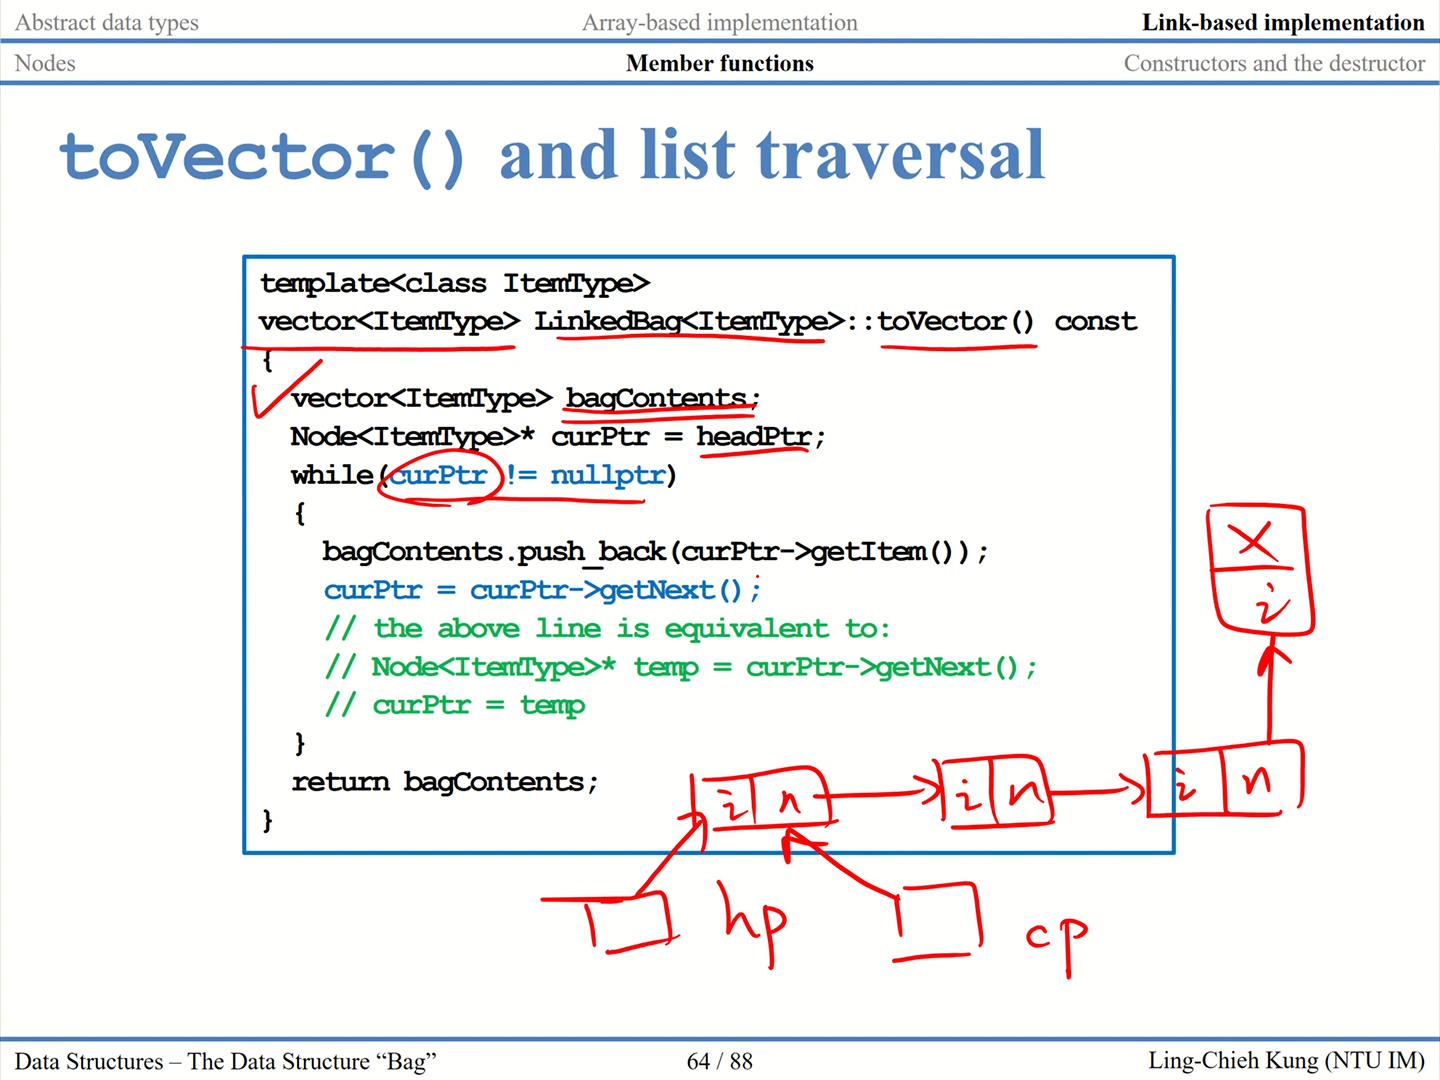 Abstract data types Array-based implementation Link-based implementation
Nodes Member functions Constructors and the destructor
toVector() and list traversal
template<class ItemType>
vector<ItemType> LinkedBag<ItemType>::toVector() const
{
vector<ItemType> bagContents;
Node<ItemType>* curPtr = headPtr;
while(curPtr != nullptr)
{
bagContents.push_back(curPtr->getItem());
curPtr = curPtr->getNext();
// the above line is equivalent to:
// Node<ItemType>* temp = curPtr->getNext();
// curPtr = temp
}
return bagContents;
}
X
i
i n i n i n
hp cp
Data Structures – The Data Structure “Bag” 64 / 88 Ling-Chieh Kung (NTU IM)